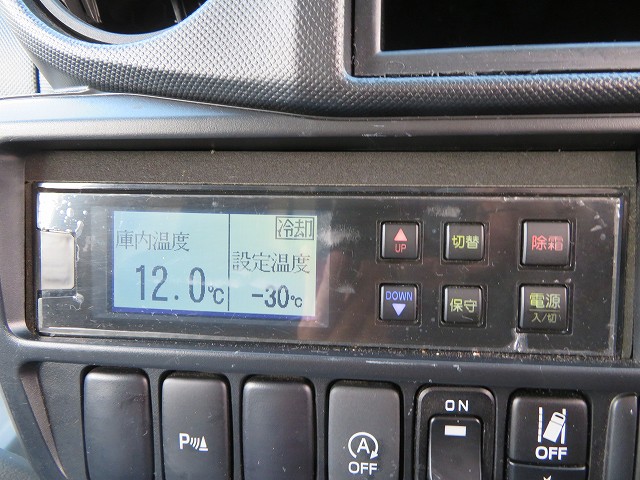 冷却
庫内温度
設定温度
12.0℃
-30℃
UP
切替
除霜
DOWN
保守
電源
入/切
P
A
OFF
ON
OFF